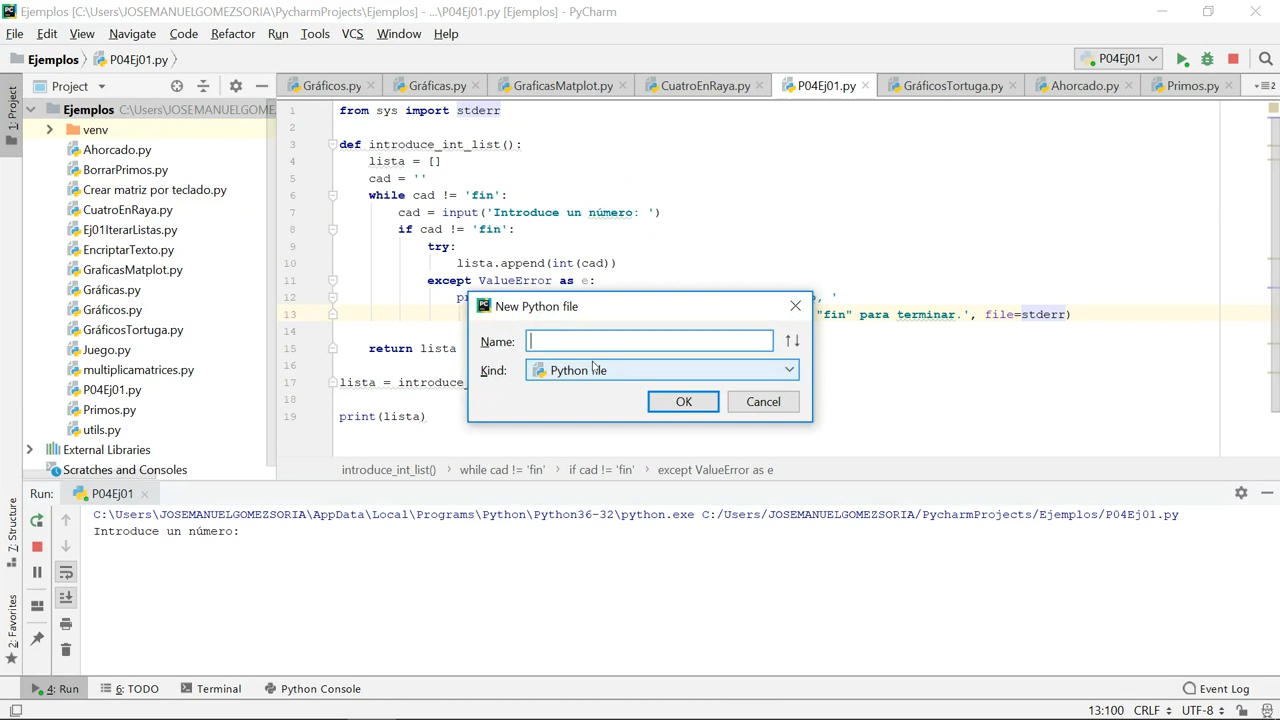 Ejemplos [C:\Users\JOSEMANUELGOMEZSORIA\PycharmProjects\Ejemplos] - ...\P04Ej01.py [Ejemplos] - PyCharm
File Edit View Navigate Code Refactor Run Tools VCS Window Help
Ejemplos P04Ej01.py P04Ej01
1: Project
Project
Gráficos.py Gráficas.py GraficasMatplot.py CuatroEnRaya.py P04Ej01.py GráficosTortuga.py Ahorcado.py Primos.py 2
Ejemplos C:\Users\JOSEMANUELGOME
venv
Ahorcado.py
BorrarPrimos.py
Crear matriz por teclado.py
CuatroEnRaya.py
Ej01IterarListas.py
EncriptarTexto.py
GraficasMatplot.py
Gráficas.py
Gráficos.py
GráficosTortuga.py
Juego.py
multiplicamatrices.py
P04Ej01.py
Primos.py
utils.py
External Libraries
Scratches and Consoles
1 from sys import stderr
2
3 def introduce_int_list():
4 lista = []
5 cad = ''
6 while cad != 'fin':
7 cad = input('Introduce un número: ')
8 if cad != 'fin':
9 try:
10 lista.append(int(cad))
11 except ValueError as e:
12 , '
13 "fin" para terminar.', file=stderr)
14
15 return lista
16
17 lista = introduce_
18
19 print(lista)
New Python file
Name:
Kind: Python file
OK Cancel
introduce_int_list() while cad != 'fin' if cad != 'fin' except ValueError as e
7: Structure
2: Favorites
Run: P04Ej01
C:\Users\JOSEMANUELGOMEZSORIA\AppData\Local\Programs\Python\Python36-32\python.exe C:/Users/JOSEMANUELGOMEZSORIA/PycharmProjects/Ejemplos/P04Ej01.py
Introduce un número:
4: Run 6: TODO Terminal Python Console Event Log
13:100 CRLF UTF-8